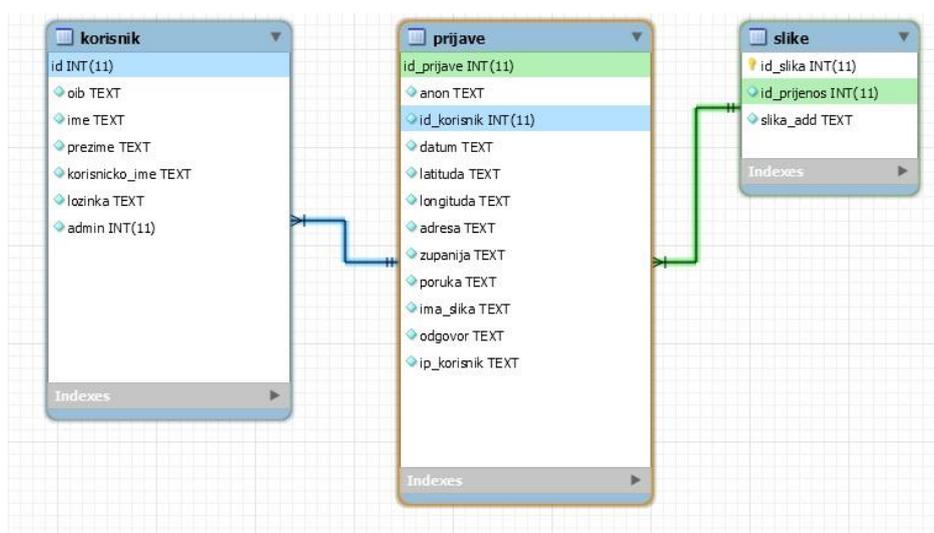 korisnik
id INT(11)
oib TEXT
ime TEXT
prezime TEXT
korisnicko_ime TEXT
lozinka TEXT
admin INT(11)
Indexes
prijave
id_prijave INT(11)
anon TEXT
id_korisnik INT(11)
datum TEXT
latituda TEXT
longituda TEXT
adresa TEXT
zupanija TEXT
poruka TEXT
ima_slika TEXT
odgovor TEXT
ip_korisnik TEXT
Indexes
slike
id_slika INT(11)
id_prijenos INT(11)
slika_add TEXT
Indexes